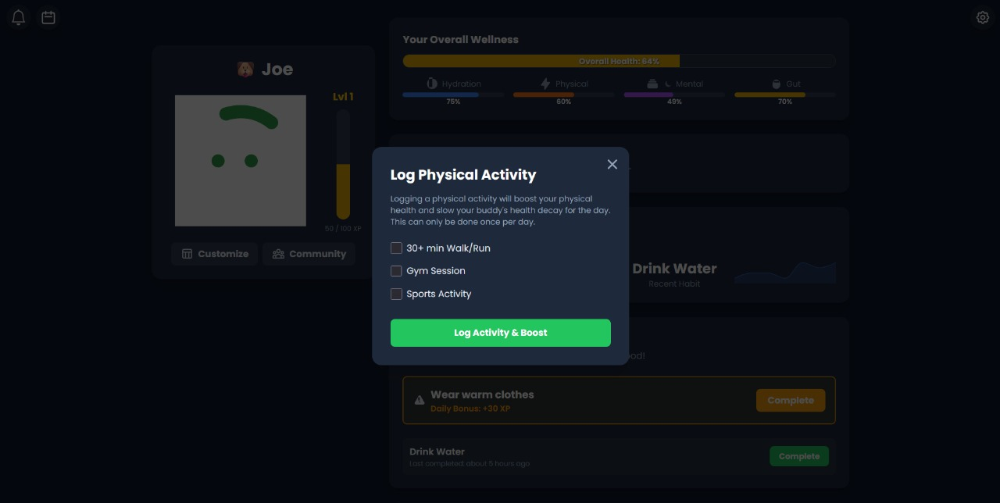 Joe
Lvl 1
50 / 100 XP
Customize
Community
Your Overall Wellness
Overall Health: 64%
Hydration
75%
Physical
60%
Mental
49%
Gut
70%
Log Physical Activity
Logging a physical activity will boost your physical
health and slow your buddy's health decay for the day.
This can only be done once per day.
30+ min Walk/Run
Gym Session
Sports Activity
Log Activity & Boost
Drink Water
Recent Habit
Wear warm clothes
Daily Bonus: +30 XP
Complete
Drink Water
Last completed: about 5 hours ago
Complete